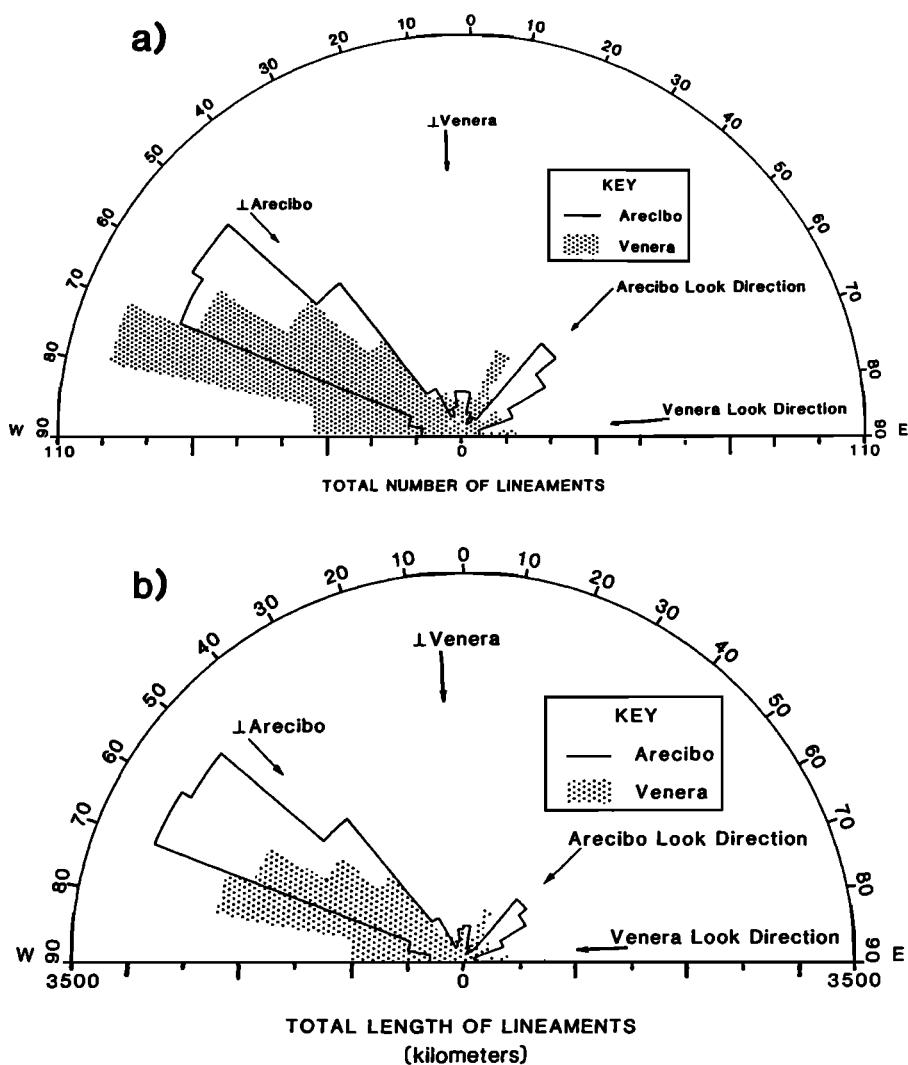 a)
90 80 70 60 50 40 30 20 10 0 10 20 30 40 50 60 70 80 90
⊥Venera
⊥Arecibo
KEY
Arecibo
Venera
Arecibo Look Direction
Venera Look Direction
W E
110 0 110
TOTAL NUMBER OF LINEAMENTS
b)
90 80 70 60 50 40 30 20 10 0 10 20 30 40 50 60 70 80 90
⊥Venera
⊥Arecibo
KEY
Arecibo
Venera
Arecibo Look Direction
Venera Look Direction
W E
3500 0 3500
TOTAL LENGTH OF LINEAMENTS
(kilometers)